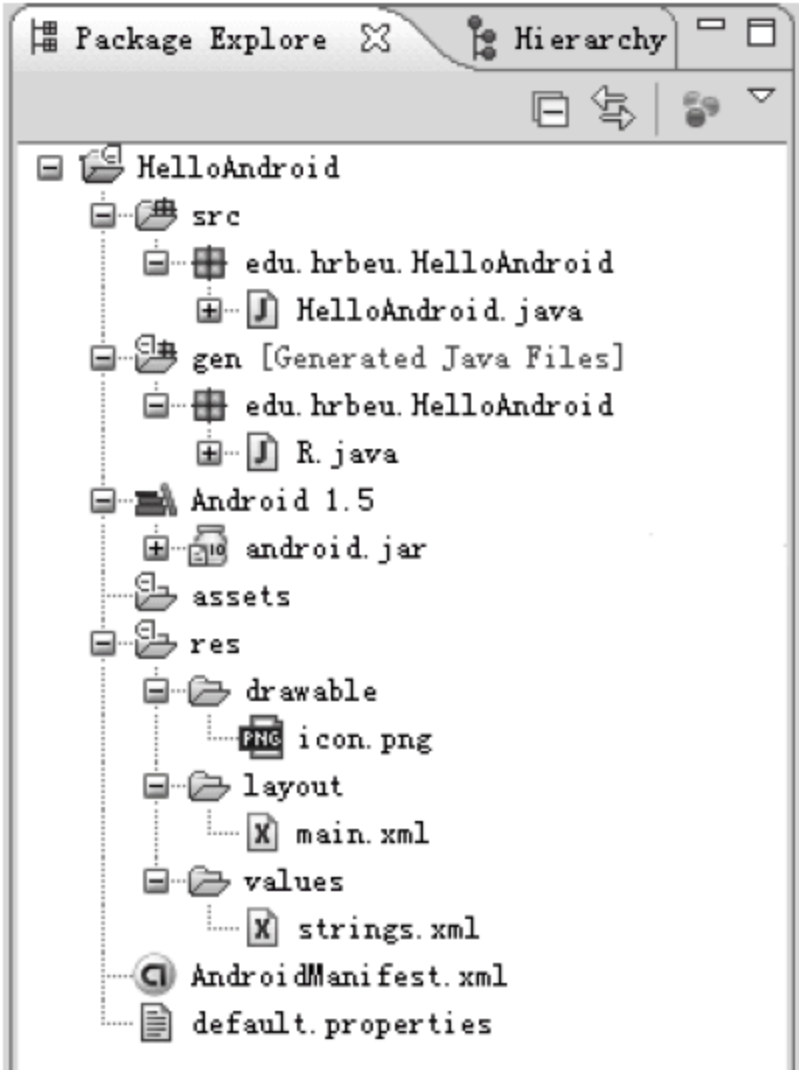 Package Explore Hierarchy
HelloAndroid
src
edu.hrbeu.HelloAndroid
HelloAndroid.java
gen [Generated Java Files]
edu.hrbeu.HelloAndroid
R.java
Android 1.5
android.jar
assets
res
drawable
PNG icon.png
layout
main.xml
values
strings.xml
AndroidManifest.xml
default.properties